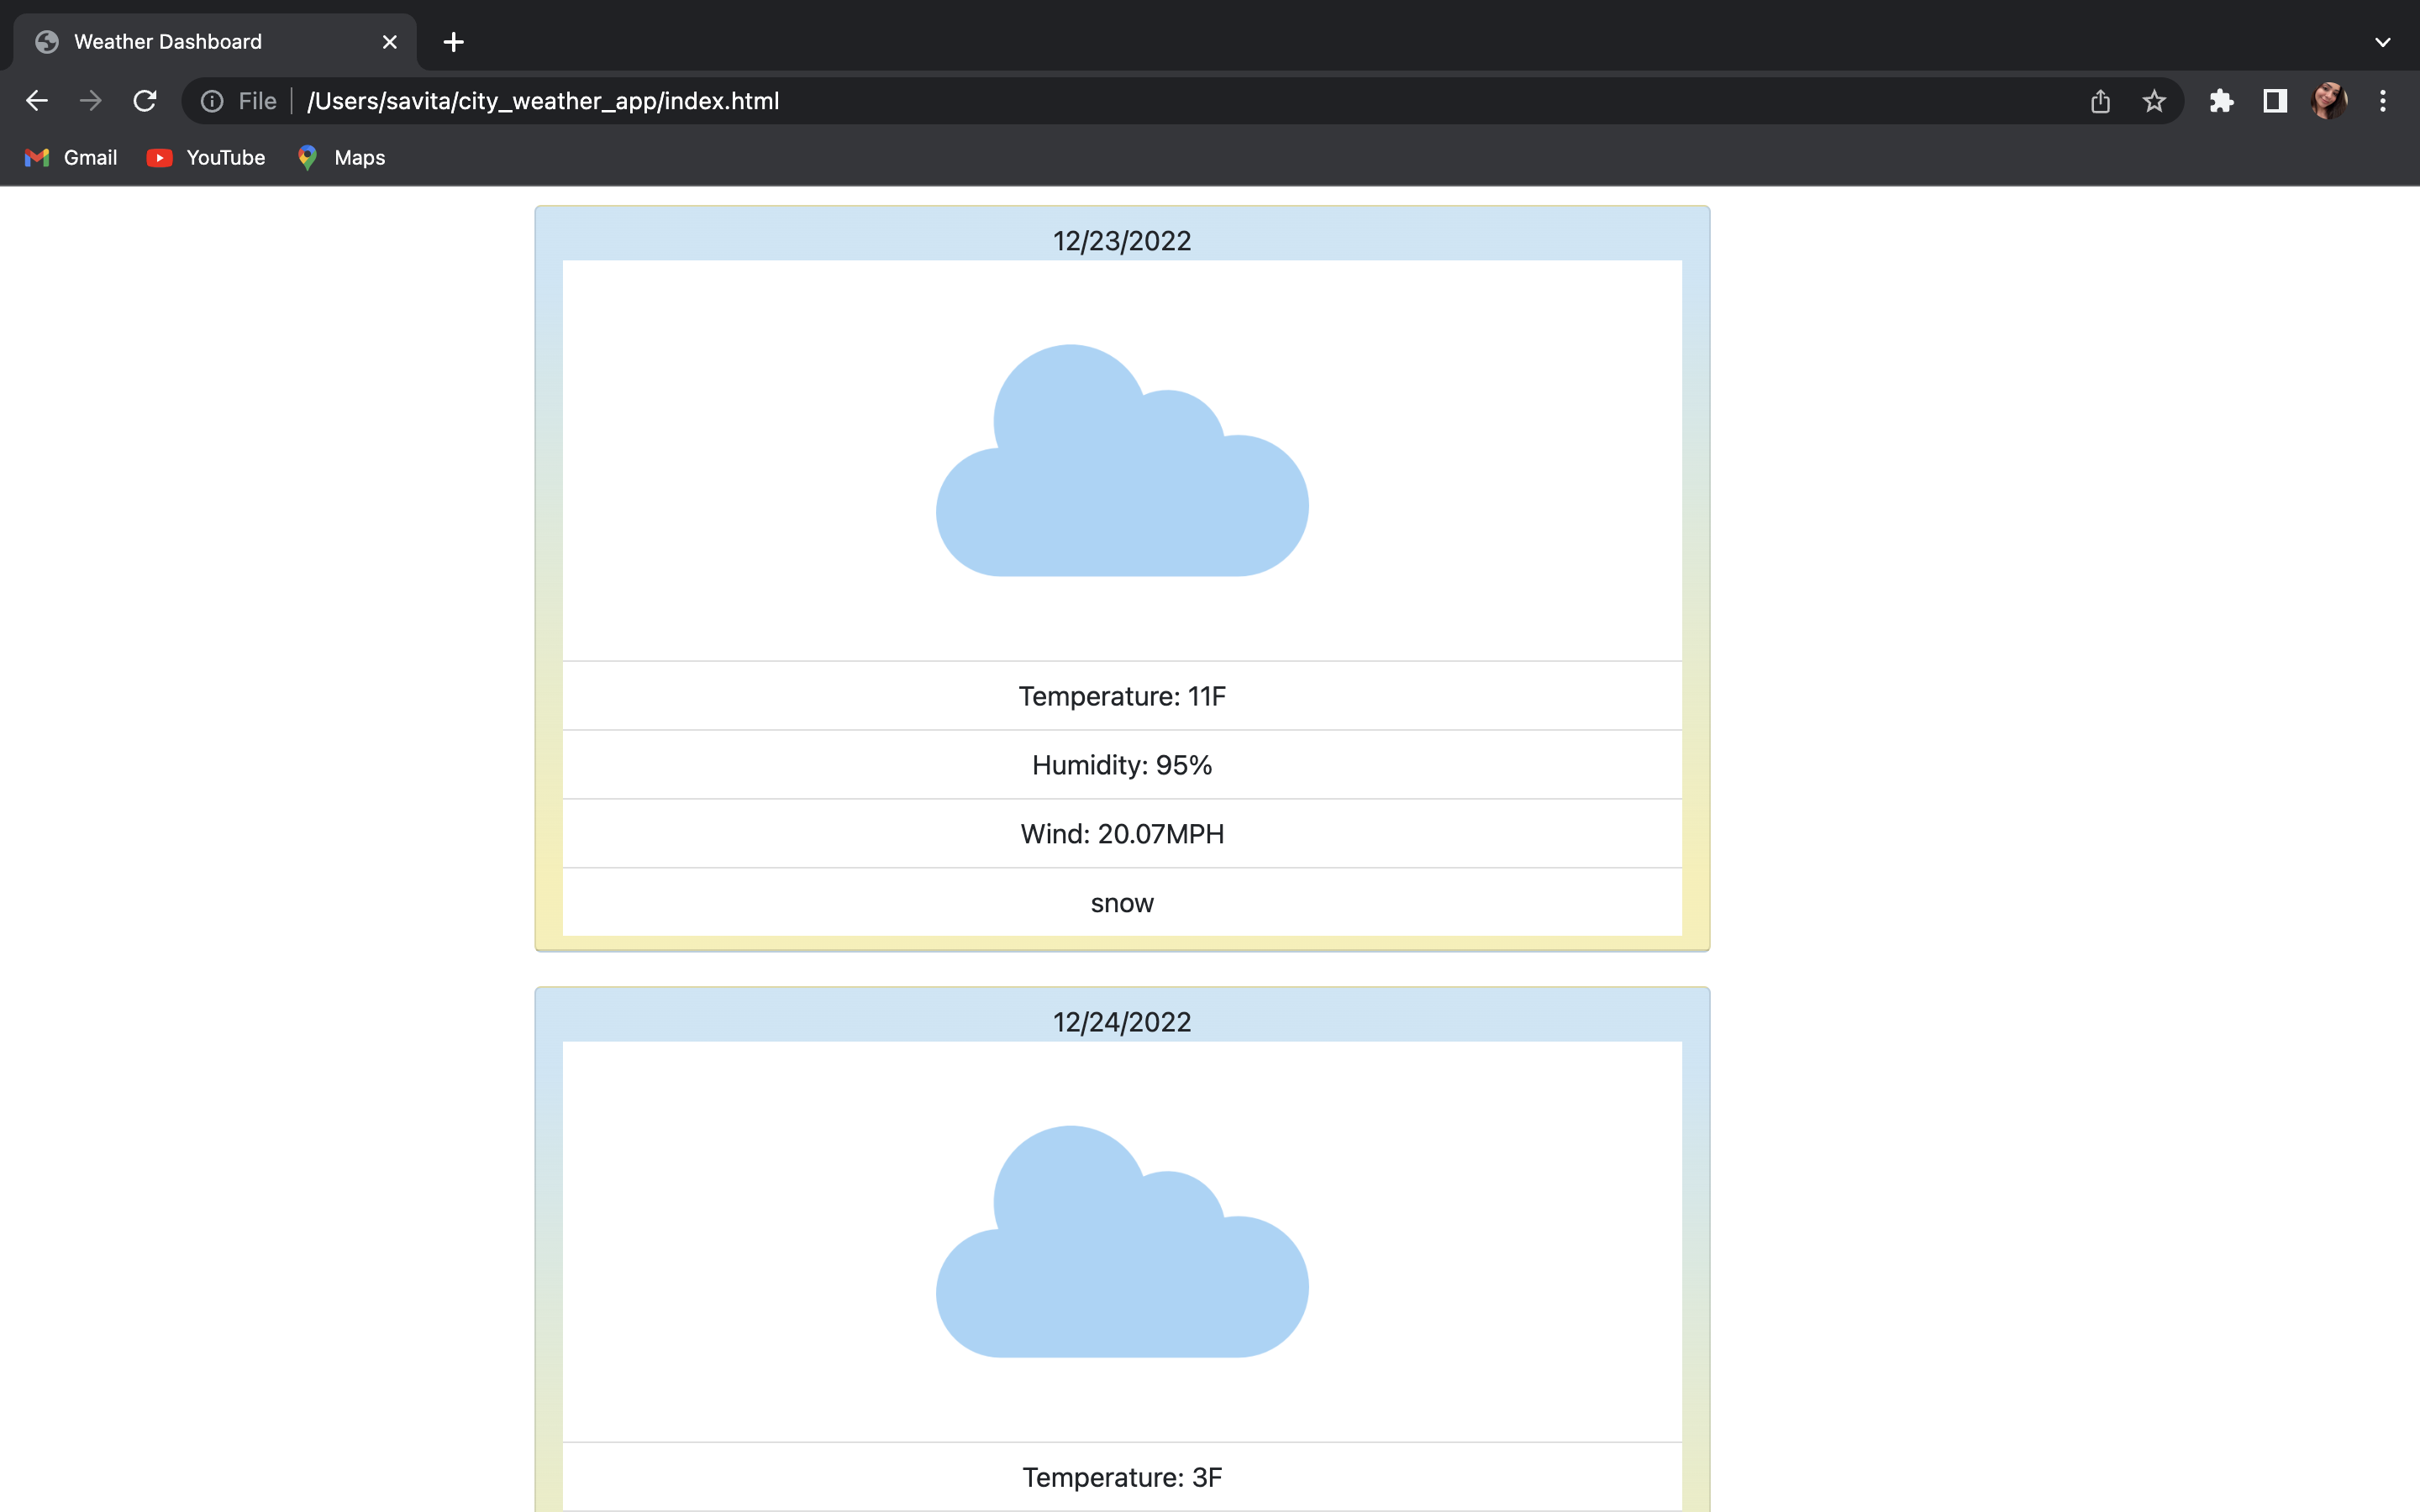 Weather Dashboard
File /Users/savita/city_weather_app/index.html
Gmail YouTube Maps
12/23/2022
Temperature: 11F
Humidity: 95%
Wind: 20.07MPH
snow
12/24/2022
Temperature: 3F